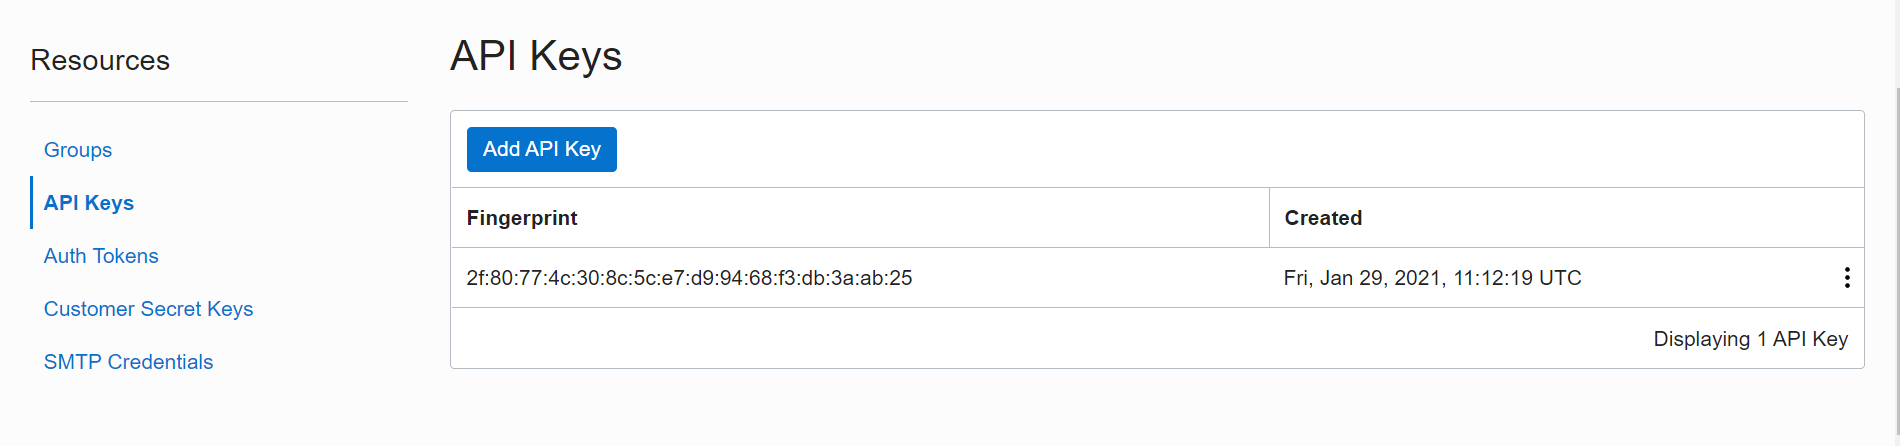 Resources
Groups
API Keys
Auth Tokens
Customer Secret Keys
SMTP Credentials
API Keys
Add API Key
Fingerprint Created
2f:80:77:4c:30:8c:5c:e7:d9:94:68:f3:db:3a:ab:25 Fri, Jan 29, 2021, 11:12:19 UTC
Displaying 1 API Key